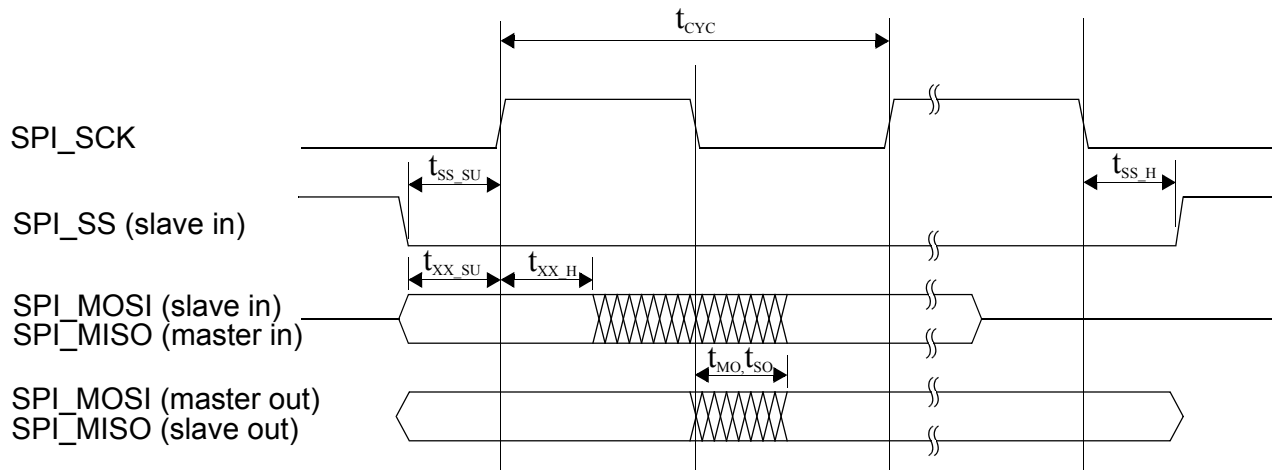 tCYC
SPI_SCK
tSS_SU
tSS_H
SPI_SS (slave in)
tXX_SU
tXX_H
SPI_MOSI (slave in)
SPI_MISO (master in)
tMO, tSO
SPI_MOSI (master out)
SPI_MISO (slave out)